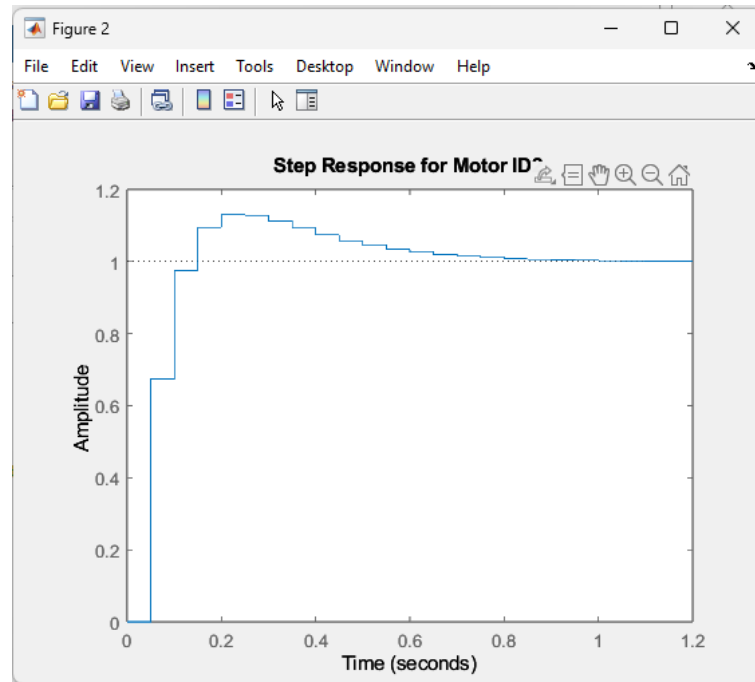 Figure 2
File Edit View Insert Tools Desktop Window Help
Step Response for Motor
1.2
1
0.8
0.6
0.4
0.2
0
Amplitude
0 0.2 0.4 0.6 0.8 1 1.2
Time (seconds)